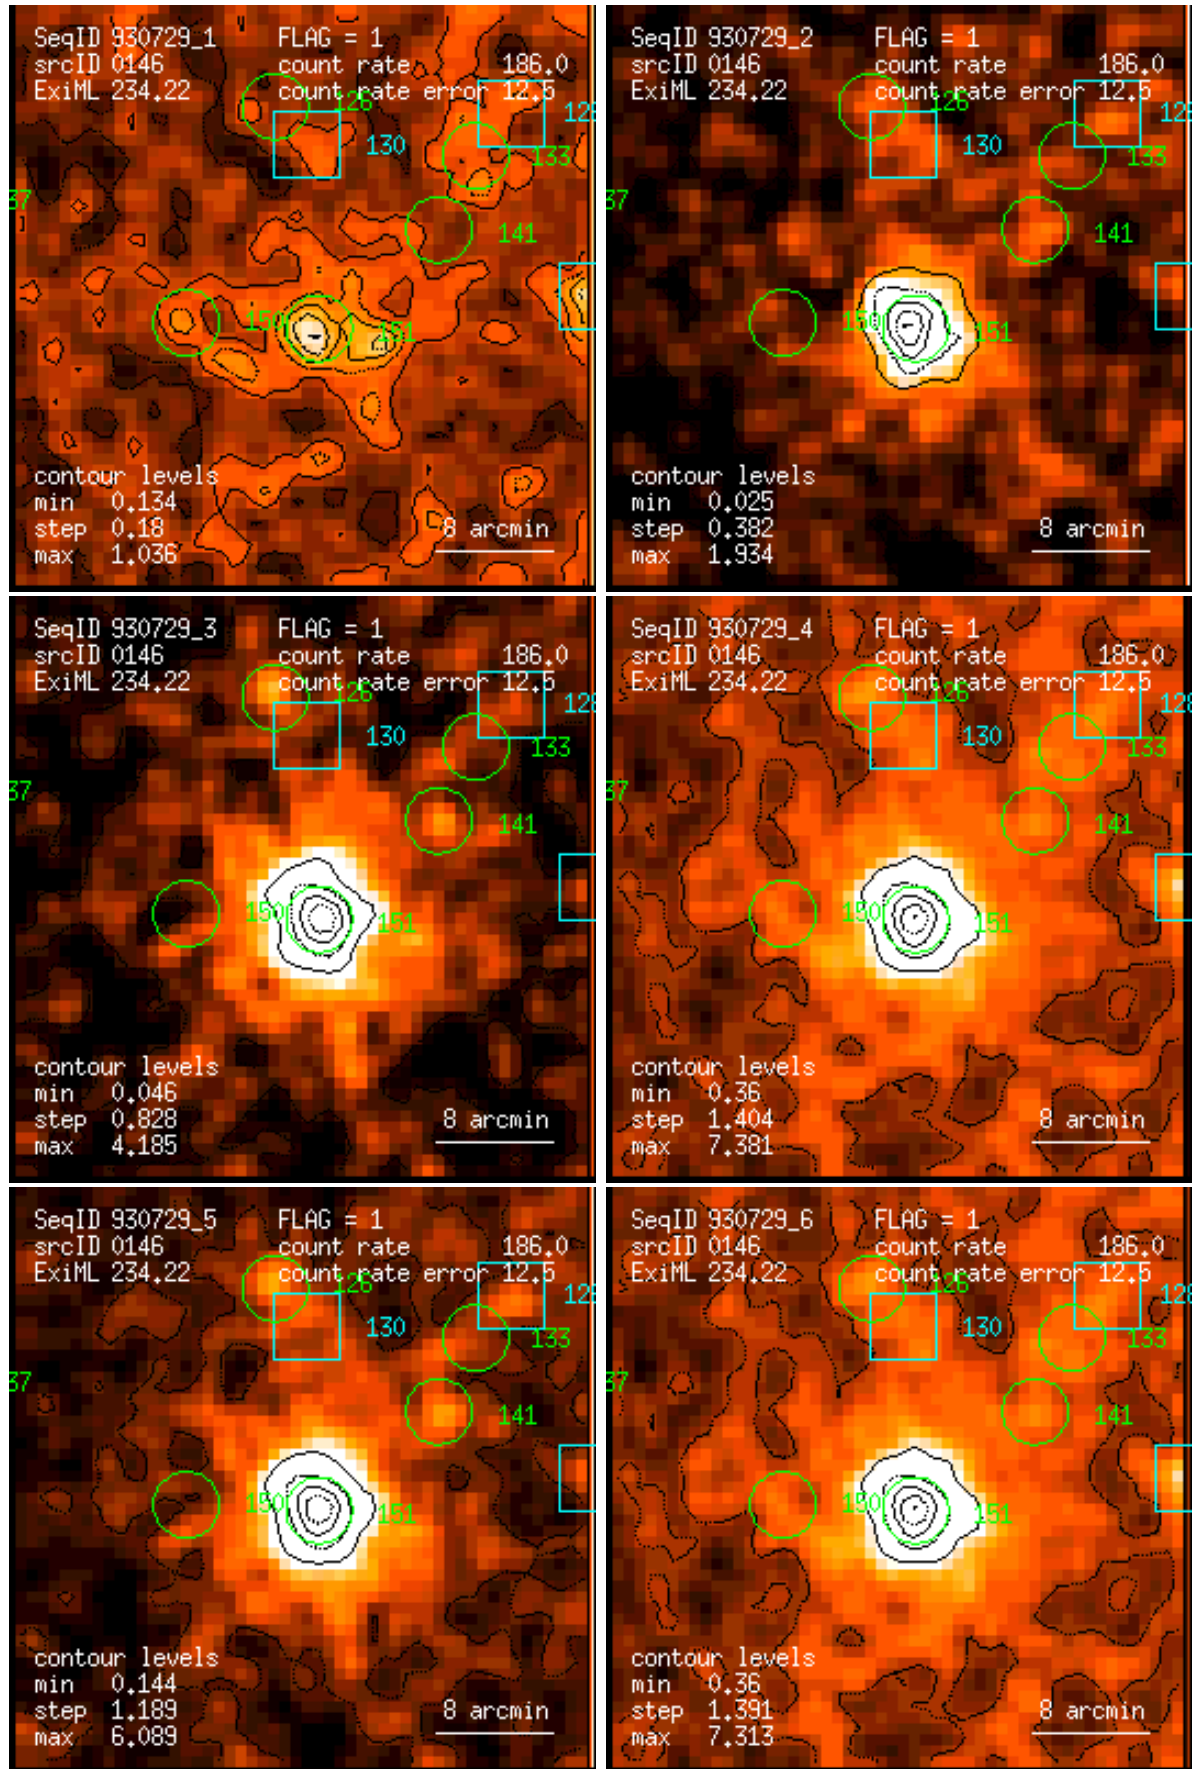 SeqID 930729_1 FLAG = 1
srcID 0146 count rate 186.0
ExiML 234.22 count rate error 12.5
126
128
130
133
37
141
150
151
contour levels
min 0.134
step 0.18
max 1.036
8 arcmin
SeqID 930729_2 FLAG = 1
srcID 0146 count rate 186.0
ExiML 234.22 count rate error 12.5
126
128
130
133
37
141
150
151
contour levels
min 0.025
step 0.382
max 1.934
8 arcmin
SeqID 930729_3 FLAG = 1
srcID 0146 count rate 186.0
ExiML 234.22 count rate error 12.5
126
128
130
133
37
141
150
151
contour levels
min 0.046
step 0.828
max 4.185
8 arcmin
SeqID 930729_4 FLAG = 1
srcID 0146 count rate 186.0
ExiML 234.22 count rate error 12.5
126
128
130
133
37
141
150
151
contour levels
min 0.36
step 1.404
max 7.381
8 arcmin
SeqID 930729_5 FLAG = 1
srcID 0146 count rate 186.0
ExiML 234.22 count rate error 12.5
126
128
130
133
37
141
150
151
contour levels
min 0.144
step 1.189
max 6.089
8 arcmin
SeqID 930729_6 FLAG = 1
srcID 0146 count rate 186.0
ExiML 234.22 count rate error 12.5
126
128
130
133
37
141
150
151
contour levels
min 0.36
step 1.391
max 7.313
8 arcmin